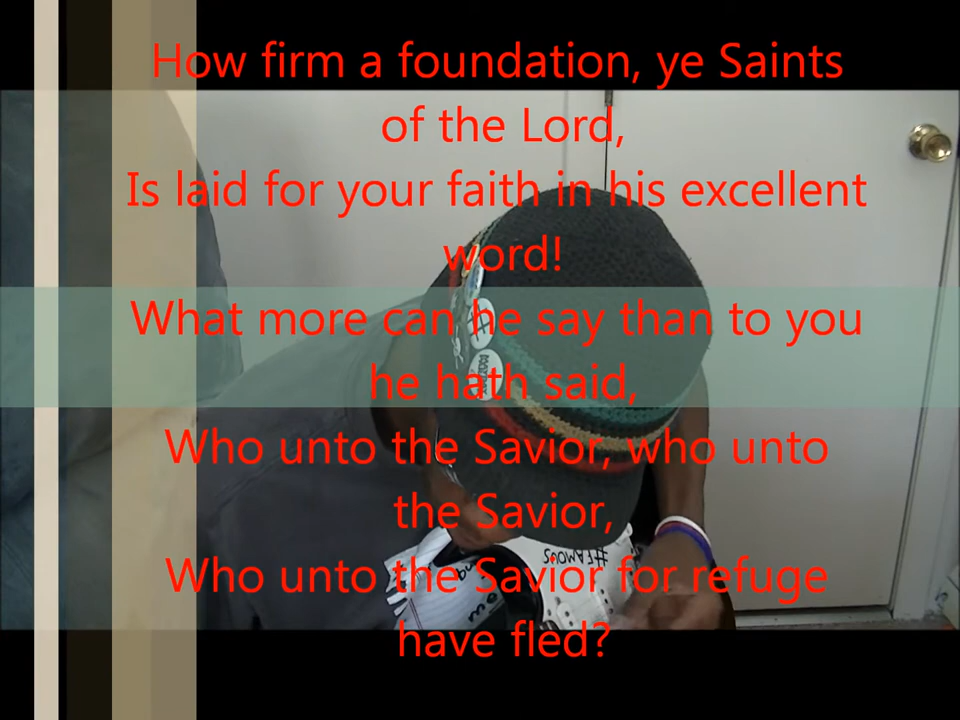 How firm a foundation, ye Saints
of the Lord,
Is laid for your faith in his excellent
word!
What more can he say than to you
he hath said,
Who unto the Savior, who unto
the Savior,
Who unto the Savior for refuge
have fled?
#FAMOUS